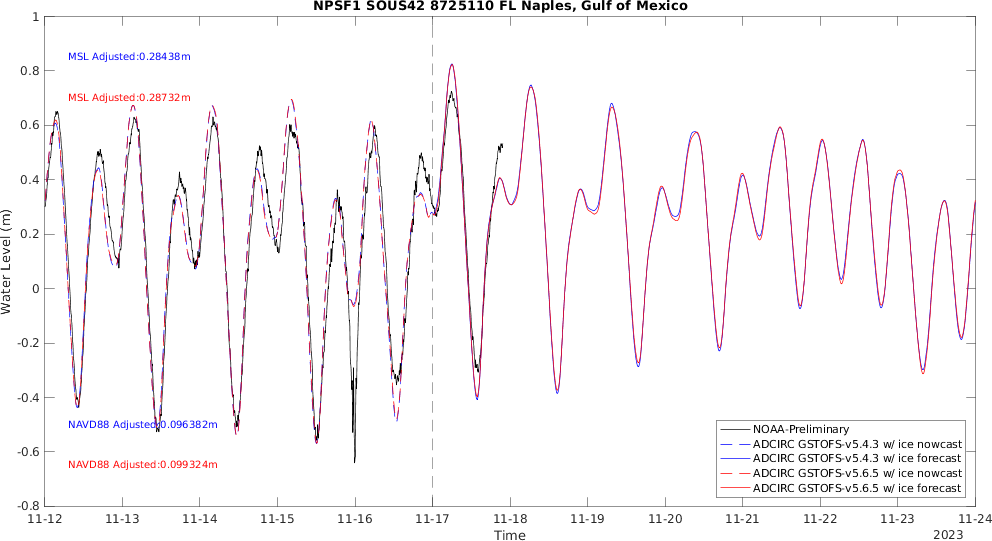 NPSF1 SOUS42 8725110 FL Naples, Gulf of Mexico
1
0.8
0.6
0.4
0.2
0
-0.2
-0.4
-0.6
-0.8
Water Level (m)
MSL Adjusted:0.28438m
MSL Adjusted:0.28732m
NAVD88 Adjusted:0.096382m
NAVD88 Adjusted:0.099324m
NOAA-Preliminary
ADCIRC GSTOFS-v5.4.3 w/ ice nowcast
ADCIRC GSTOFS-v5.4.3 w/ ice forecast
ADCIRC GSTOFS-v5.6.5 w/ ice nowcast
ADCIRC GSTOFS-v5.6.5 w/ ice forecast
11-12 11-13 11-14 11-15 11-16 11-17 11-18 11-19 11-20 11-21 11-22 11-23 11-24
Time
2023